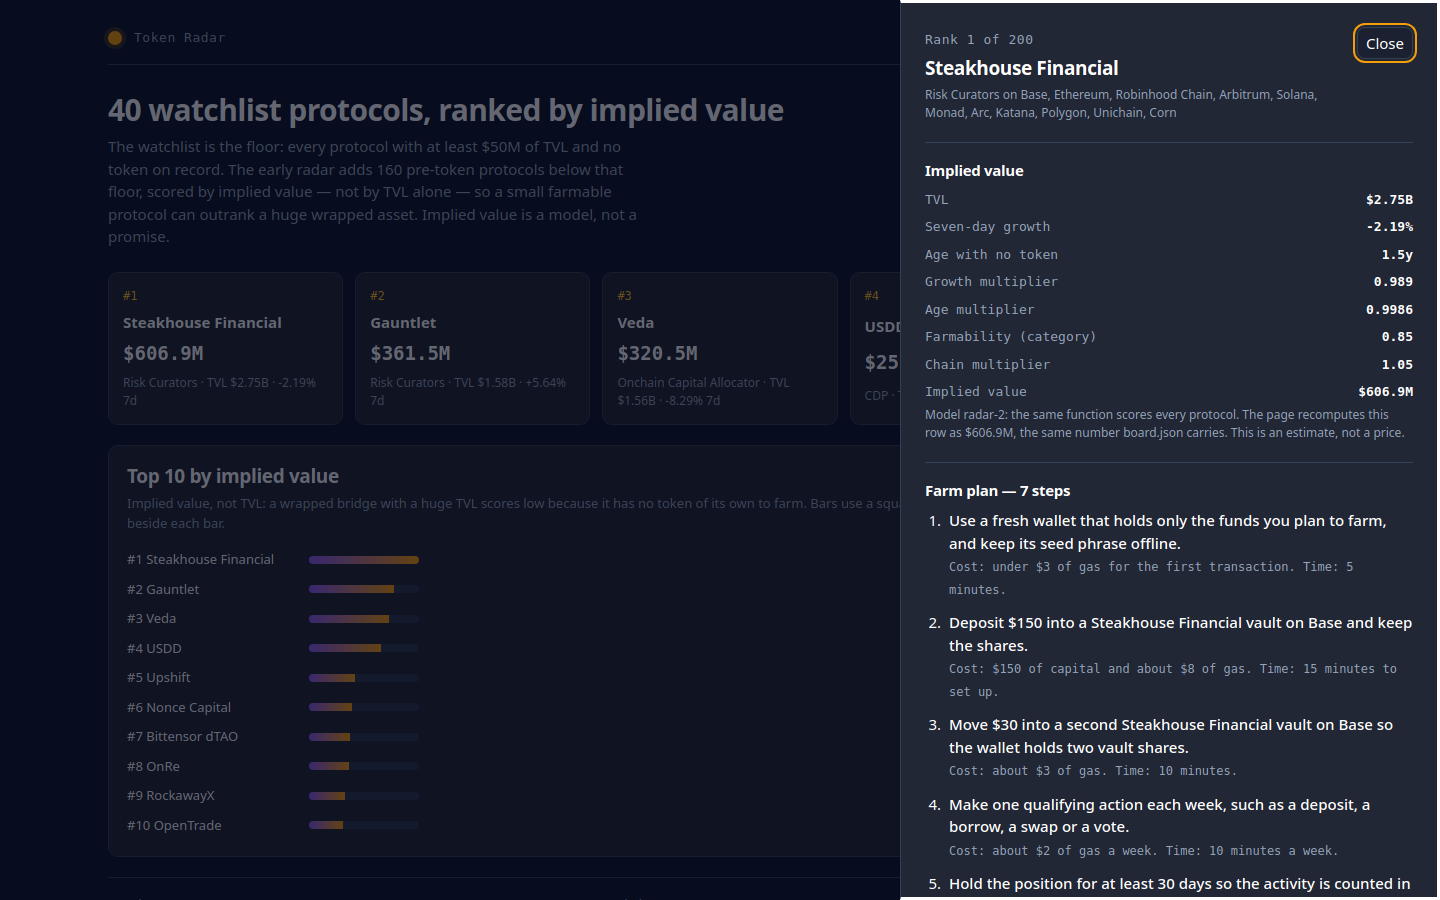 Token Radar
40 watchlist protocols, ranked by implied value
The watchlist is the floor: every protocol with at least $50M of TVL and no
token on record. The early radar adds 160 pre-token protocols below that
floor, scored by implied value — not by TVL alone — so a small farmable
protocol can outrank a huge wrapped asset. Implied value is a model, not a
promise.
#1
Steakhouse Financial
$606.9M
Risk Curators · TVL $2.75B · -2.19%
7d
#2
Gauntlet
$361.5M
Risk Curators · TVL $1.58B · +5.64%
7d
#3
Veda
$320.5M
Onchain Capital Allocator · TVL
$1.56B · -8.29% 7d
#4
USDD
$25
CDP ·
Top 10 by implied value
Implied value, not TVL: a wrapped bridge with a huge TVL scores low because it has no token of its own to farm. Bars use a squ
beside each bar.
#1 Steakhouse Financial
#2 Gauntlet
#3 Veda
#4 USDD
#5 Upshift
#6 Nonce Capital
#7 Bittensor dTAO
#8 OnRe
#9 RockawayX
#10 OpenTrade
Rank 1 of 200
Close
Steakhouse Financial
Risk Curators on Base, Ethereum, Robinhood Chain, Arbitrum, Solana,
Monad, Arc, Katana, Polygon, Unichain, Corn
Implied value
TVL $2.75B
Seven-day growth -2.19%
Age with no token 1.5y
Growth multiplier 0.989
Age multiplier 0.9986
Farmability (category) 0.85
Chain multiplier 1.05
Implied value $606.9M
Model radar-2: the same function scores every protocol. The page recomputes this
row as $606.9M, the same number board.json carries. This is an estimate, not a price.
Farm plan — 7 steps
1. Use a fresh wallet that holds only the funds you plan to farm,
and keep its seed phrase offline.
Cost: under $3 of gas for the first transaction. Time: 5
minutes.
2. Deposit $150 into a Steakhouse Financial vault on Base and keep
the shares.
Cost: $150 of capital and about $8 of gas. Time: 15 minutes to
set up.
3. Move $30 into a second Steakhouse Financial vault on Base so
the wallet holds two vault shares.
Cost: about $3 of gas. Time: 10 minutes.
4. Make one qualifying action each week, such as a deposit, a
borrow, a swap or a vote.
Cost: about $2 of gas a week. Time: 10 minutes a week.
5. Hold the position for at least 30 days so the activity is counted in